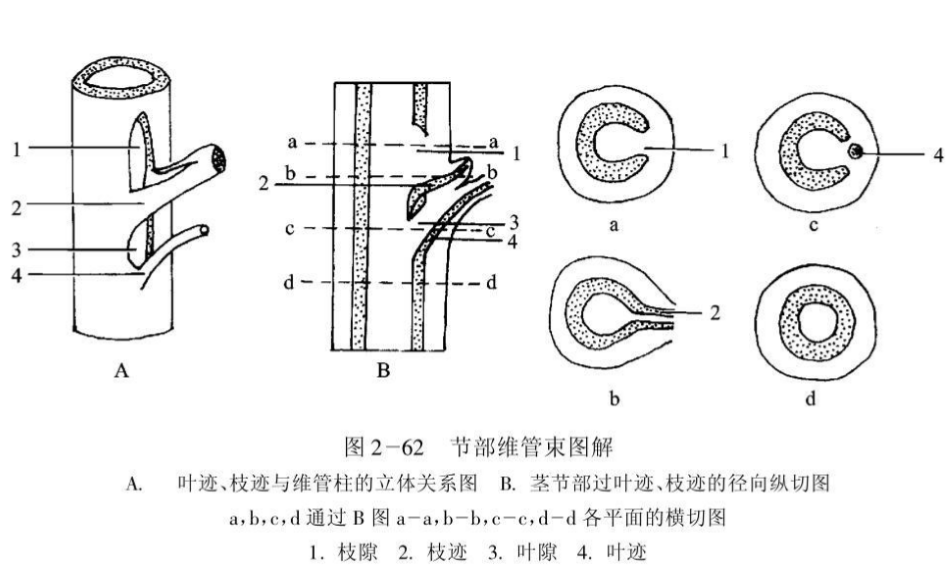 1
2
3
4
A
a
b
c
d
2
a
1
b
3
c
4
d
B
1
a
4
c
2
b
d
图 2-62 节部维管束图解
A. 叶迹、枝迹与维管柱的立体关系图 B. 茎节部过叶迹、枝迹的径向纵切图
a,b,c,d 通过 B 图 a-a,b-b,c-c,d-d 各平面的横切图
1. 枝隙 2. 枝迹 3. 叶隙 4. 叶迹